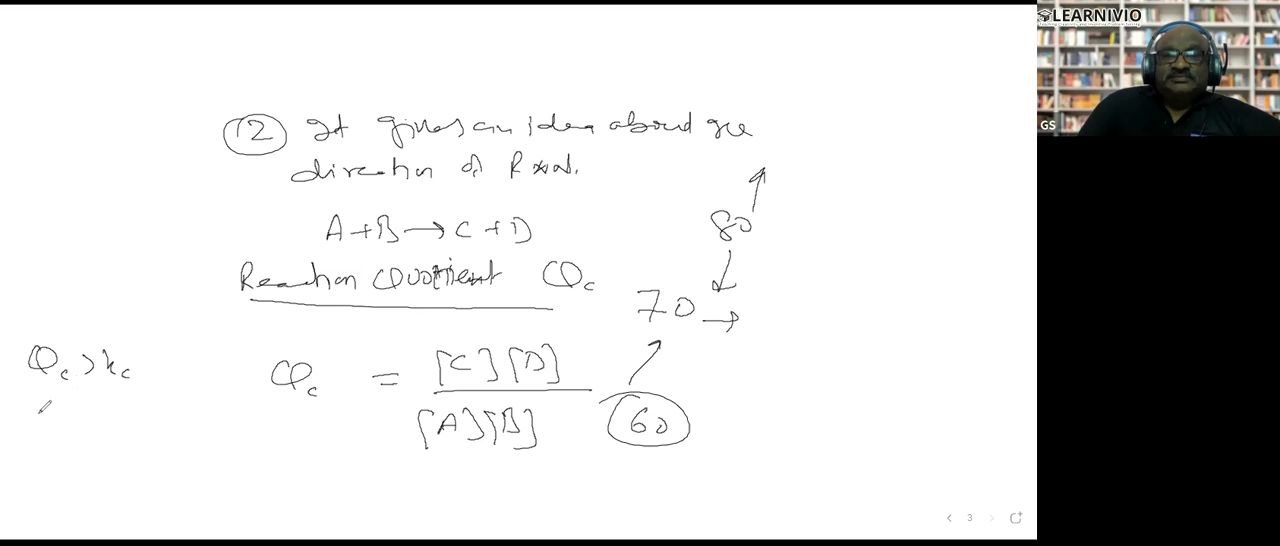 LEARNIVIO
GS
② It gives an idea about the
direction of Rxn.
A+B → C+D
80
Reaction Quotient Qc
70 →
Qc > kc
Qc = [C][D] / [A][B]
60
3